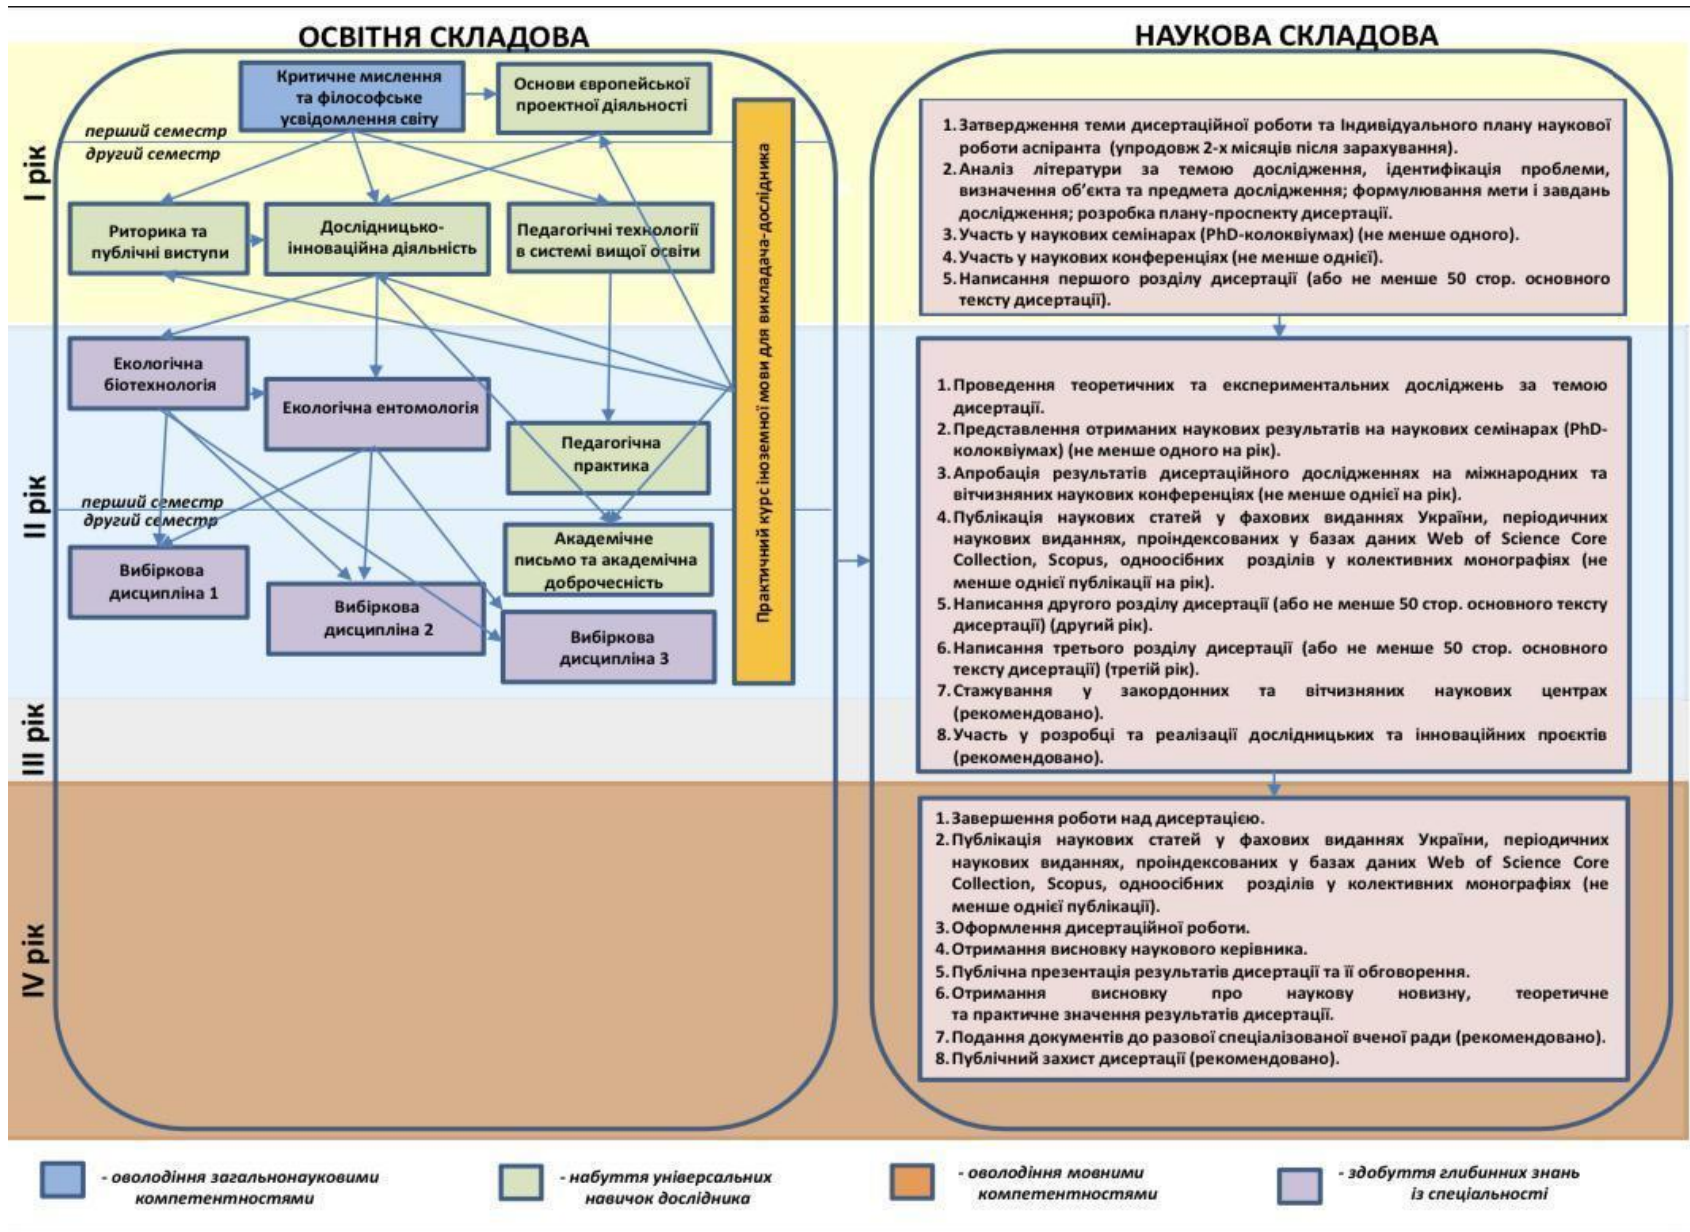 ОСВІТНЯ СКЛАДОВА
НАУКОВА СКЛАДОВА
I рік
Критичне мислення
та філософське
усвідомлення світу
Основи європейської
проектної діяльності
перший семестр
другий семестр
Риторика та
публічні виступи
Дослідницько-
інноваційна діяльність
Педагогічні технології
в системі вищої освіти
Практичний курс іноземної мови для викладача-дослідника
II рік
Екологічна
біотехнологія
Екологічна ентомологія
Педагогічна
практика
перший семестр
другий семестр
Академічне
письмо та академічна
доброчесність
Вибіркова
дисципліна 1
Вибіркова
дисципліна 2
Вибіркова
дисципліна 3
III рік
IV рік
1. Затвердження теми дисертаційної роботи та Індивідуального плану наукової
роботи аспіранта (упродовж 2-х місяців після зарахування).
2. Аналіз літератури за темою дослідження, ідентифікація проблеми,
визначення об’єкта та предмета дослідження; формулювання мети і завдань
дослідження; розробка плану-проспекту дисертації.
3. Участь у наукових семінарах (PhD-колоквіумах) (не менше одного).
4. Участь у наукових конференціях (не менше однієї).
5. Написання першого розділу дисертації (або не менше 50 стор. основного
тексту дисертації).
1. Проведення теоретичних та експериментальних досліджень за темою
дисертації.
2. Представлення отриманих наукових результатів на наукових семінарах (PhD-
колоквіумах) (не менше одного на рік).
3. Апробація результатів дисертаційного дослідженнях на міжнародних та
вітчизняних наукових конференціях (не менше однієї на рік).
4. Публікація наукових статей у фахових виданнях України, періодичних
наукових виданнях, проіндексованих у базах даних Web of Science Core
Collection, Scopus, одноосібних розділів у колективних монографіях (не
менше однієї публікації на рік).
5. Написання другого розділу дисертації (або не менше 50 стор. основного тексту
дисертації) (другий рік).
6. Написання третього розділу дисертації (або не менше 50 стор. основного
тексту дисертації) (третій рік).
7. Стажування у закордонних та вітчизняних наукових центрах
(рекомендовано).
8. Участь у розробці та реалізації дослідницьких та інноваційних проєктів
(рекомендовано).
1. Завершення роботи над дисертацією.
2. Публікація наукових статей у фахових виданнях України, періодичних
наукових виданнях, проіндексованих у базах даних Web of Science Core
Collection, Scopus, одноосібних розділів у колективних монографіях (не
менше однієї публікації).
3. Оформлення дисертаційної роботи.
4. Отримання висновку наукового керівника.
5. Публічна презентація результатів дисертації та її обговорення.
6. Отримання висновку про наукову новизну, теоретичне
та практичне значення результатів дисертації.
7. Подання документів до разової спеціалізованої вченої ради (рекомендовано).
8. Публічний захист дисертації (рекомендовано).
- оволодіння загальнонауковими
компетентностями
- набуття універсальних
навичок дослідника
- оволодіння мовними
компетентностями
- здобуття глибинних знань
із спеціальності